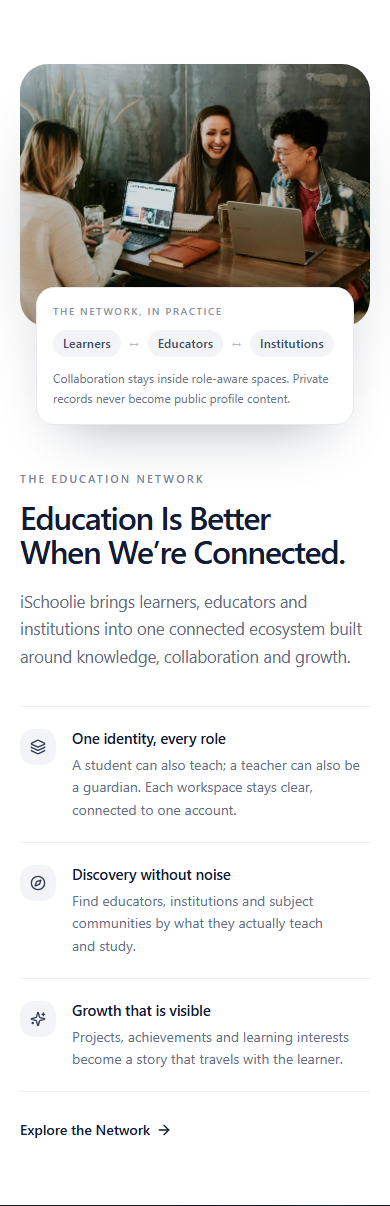 THE NETWORK, IN PRACTICE
Learners ↔ Educators ↔ Institutions
Collaboration stays inside role-aware spaces. Private
records never become public profile content.
THE EDUCATION NETWORK
Education Is Better
When We’re Connected.
iSchoolie brings learners, educators and
institutions into one connected ecosystem built
around knowledge, collaboration and growth.
One identity, every role
A student can also teach; a teacher can also be
a guardian. Each workspace stays clear,
connected to one account.
Discovery without noise
Find educators, institutions and subject
communities by what they actually teach
and study.
Growth that is visible
Projects, achievements and learning interests
become a story that travels with the learner.
Explore the Network →